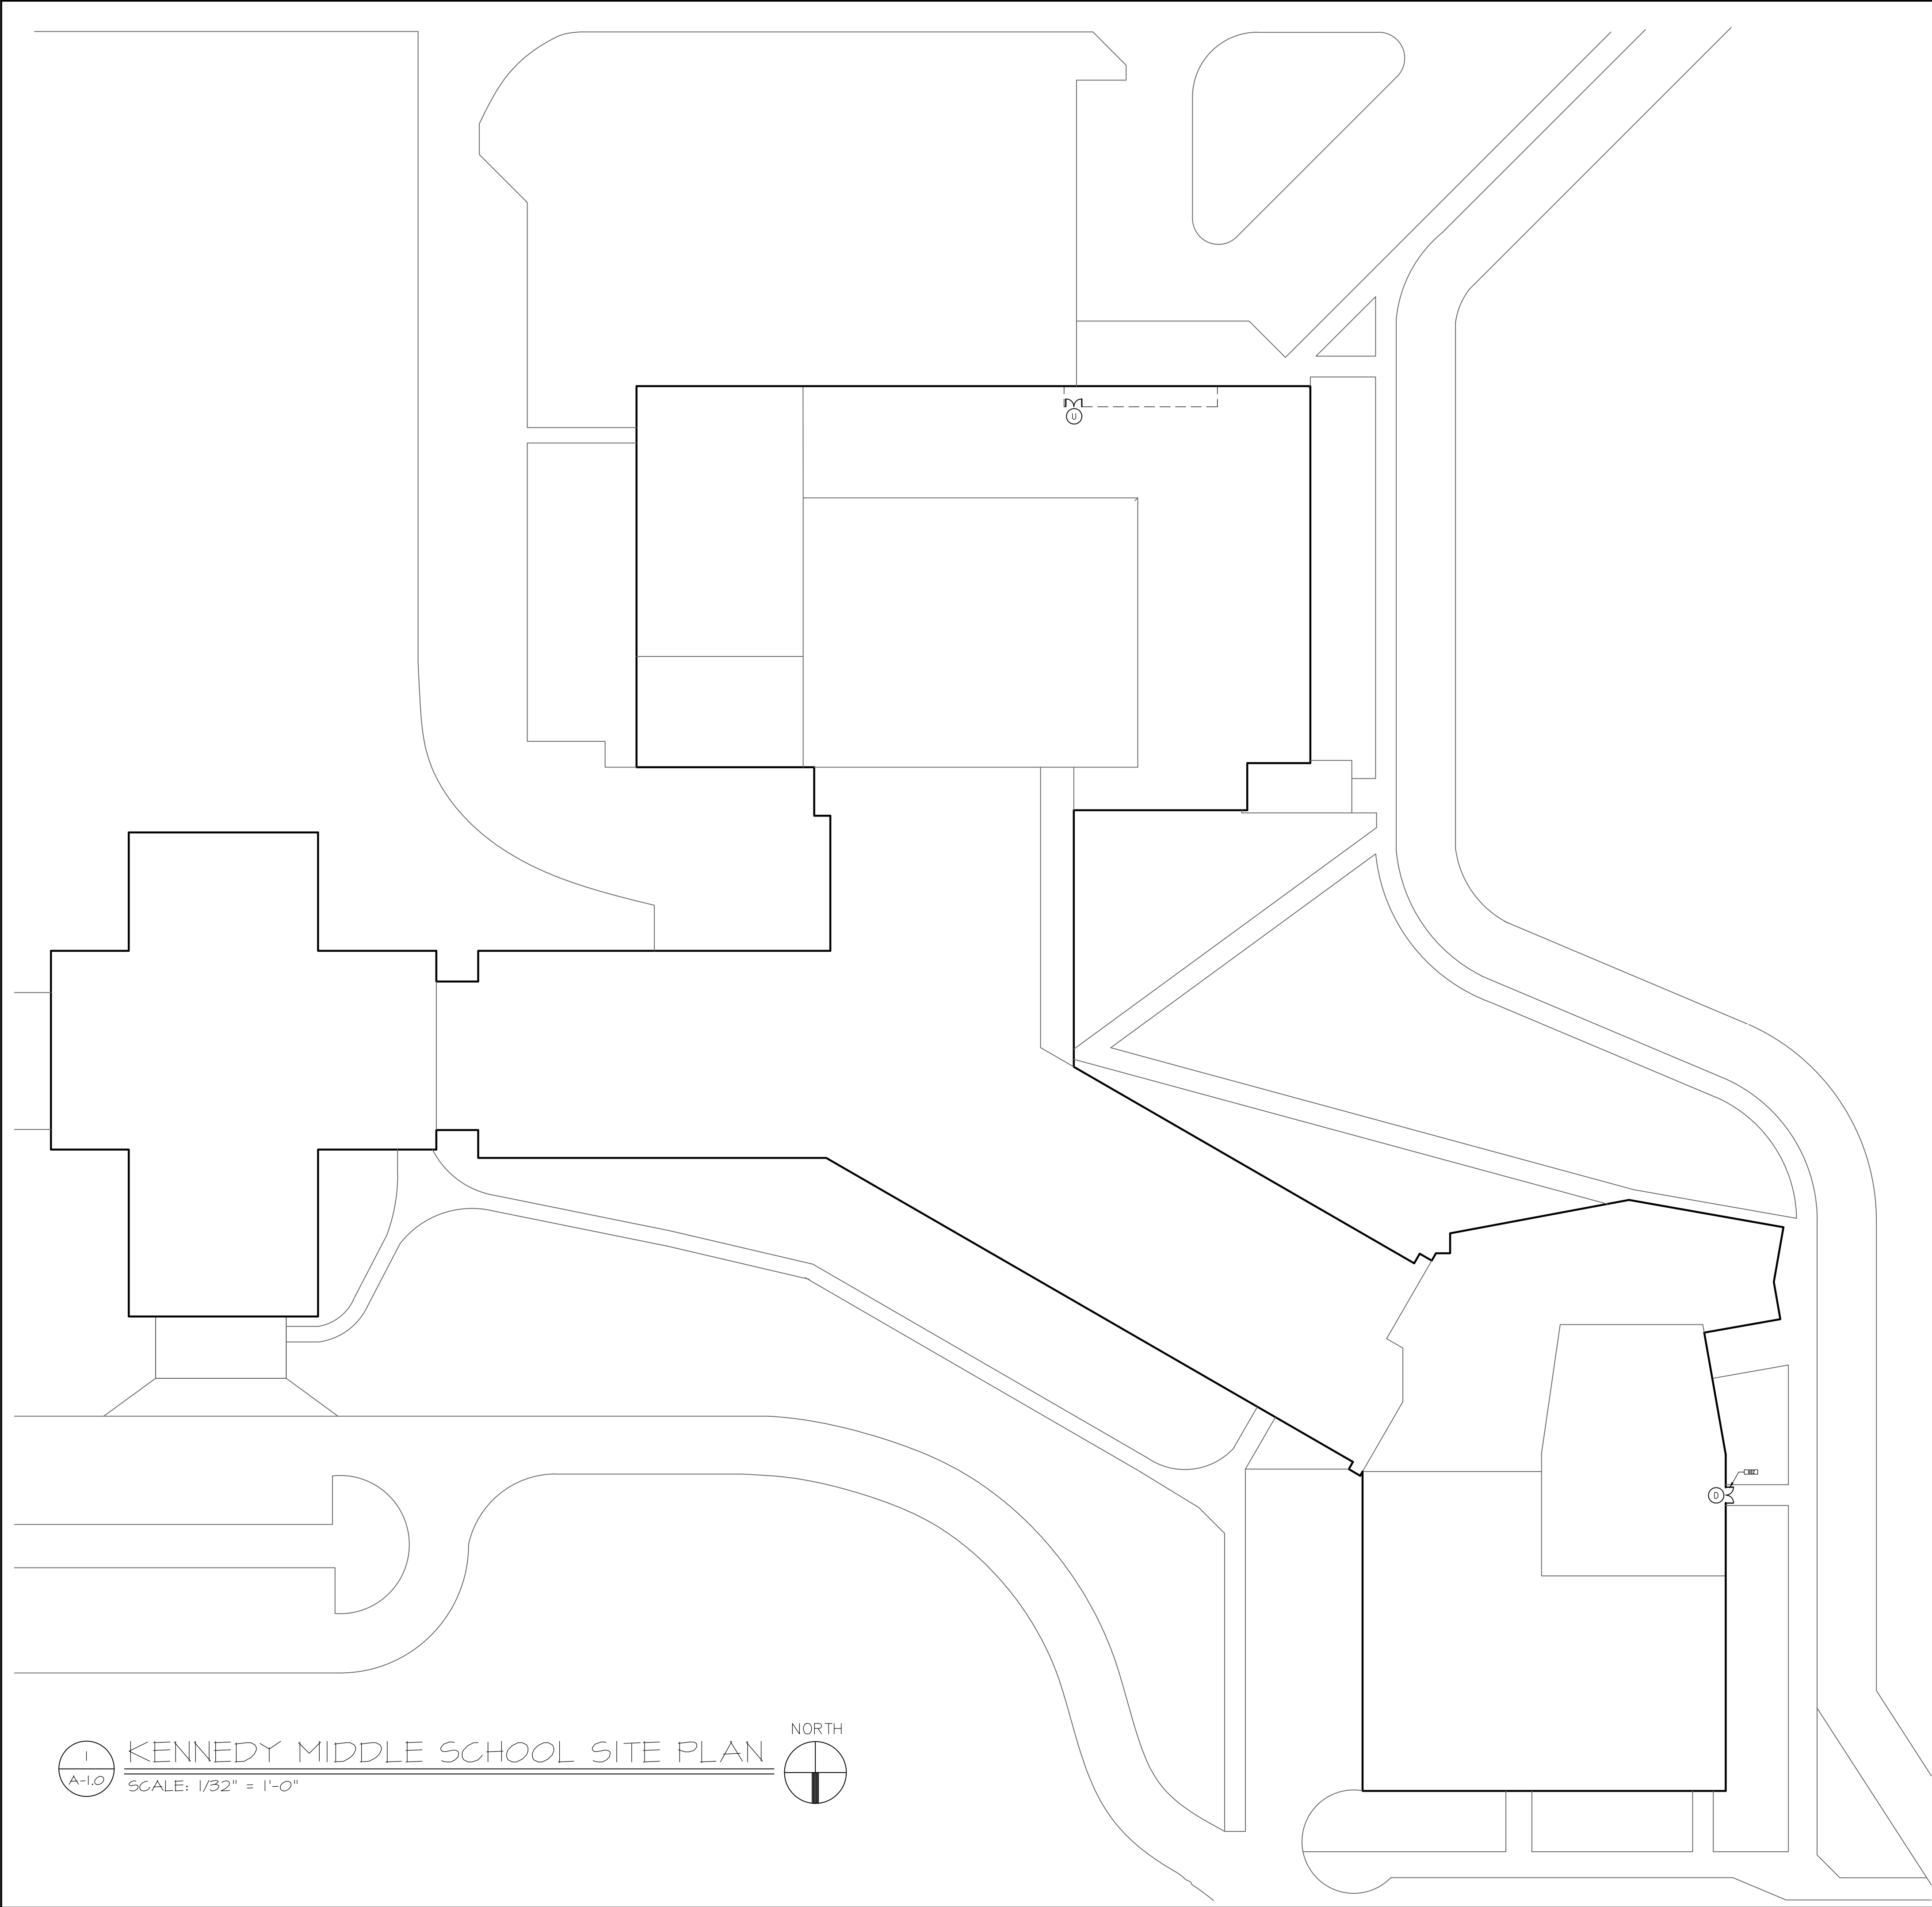 U
D
NORTH
1
A-1.0
KENNEDY MIDDLE SCHOOL SITE PLAN
SCALE: 1/32" = 1'-0"